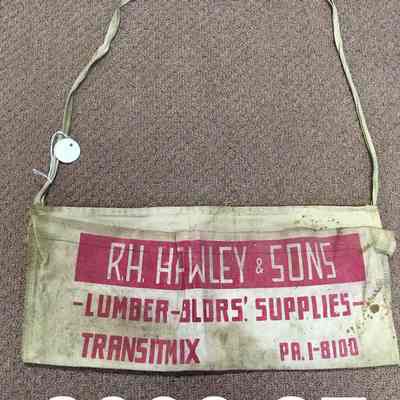 R.H. HAWLEY & SONS
-LUMBER-BLDRS'. SUPPLIES-
TRANSITMIX PA. 1-8100